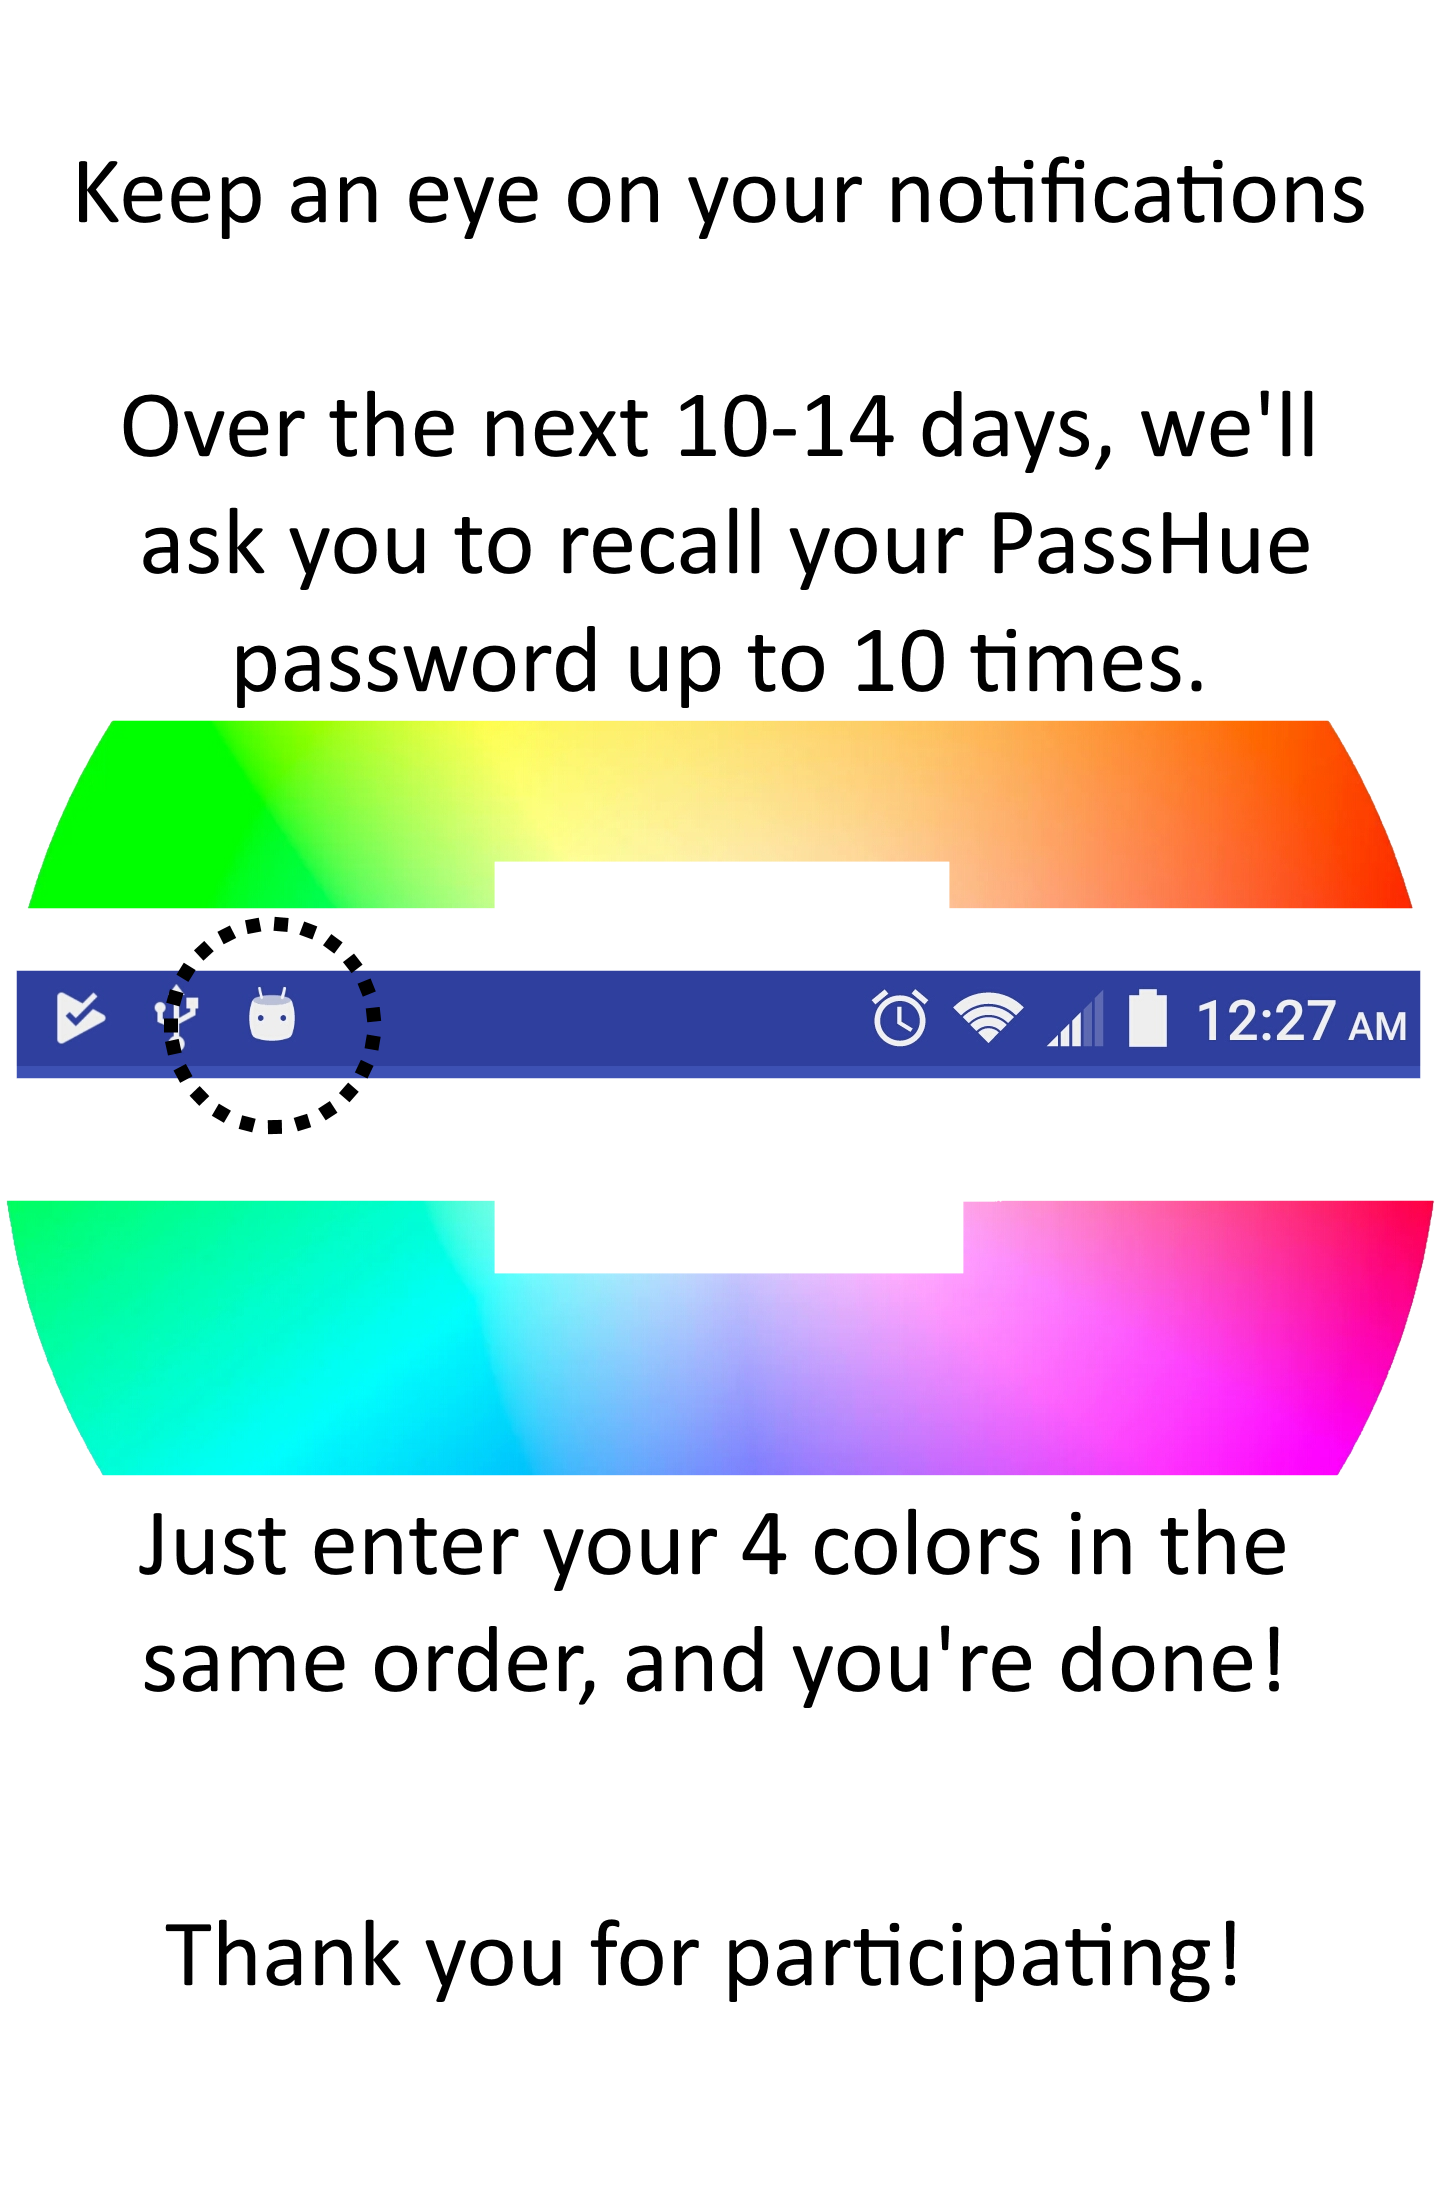 Keep an eye on your notifications
Over the next 10-14 days, we'll
ask you to recall your PassHue
password up to 10 times.
12:27 AM
Just enter your 4 colors in the
same order, and you're done!
Thank you for participating!